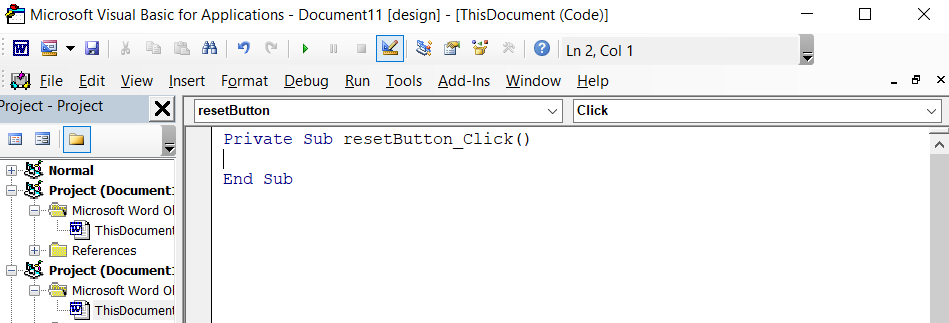 Microsoft Visual Basic for Applications - Document11 [design] - [ThisDocument (Code)]
Ln 2, Col 1
File Edit View Insert Format Debug Run Tools Add-Ins Window Help
Project - Project
resetButton Click
Private Sub resetButton_Click()
End Sub
Normal
Project (Document1
Microsoft Word Ol
ThisDocument
References
Project (Document1
Microsoft Word Ol
ThisDocument